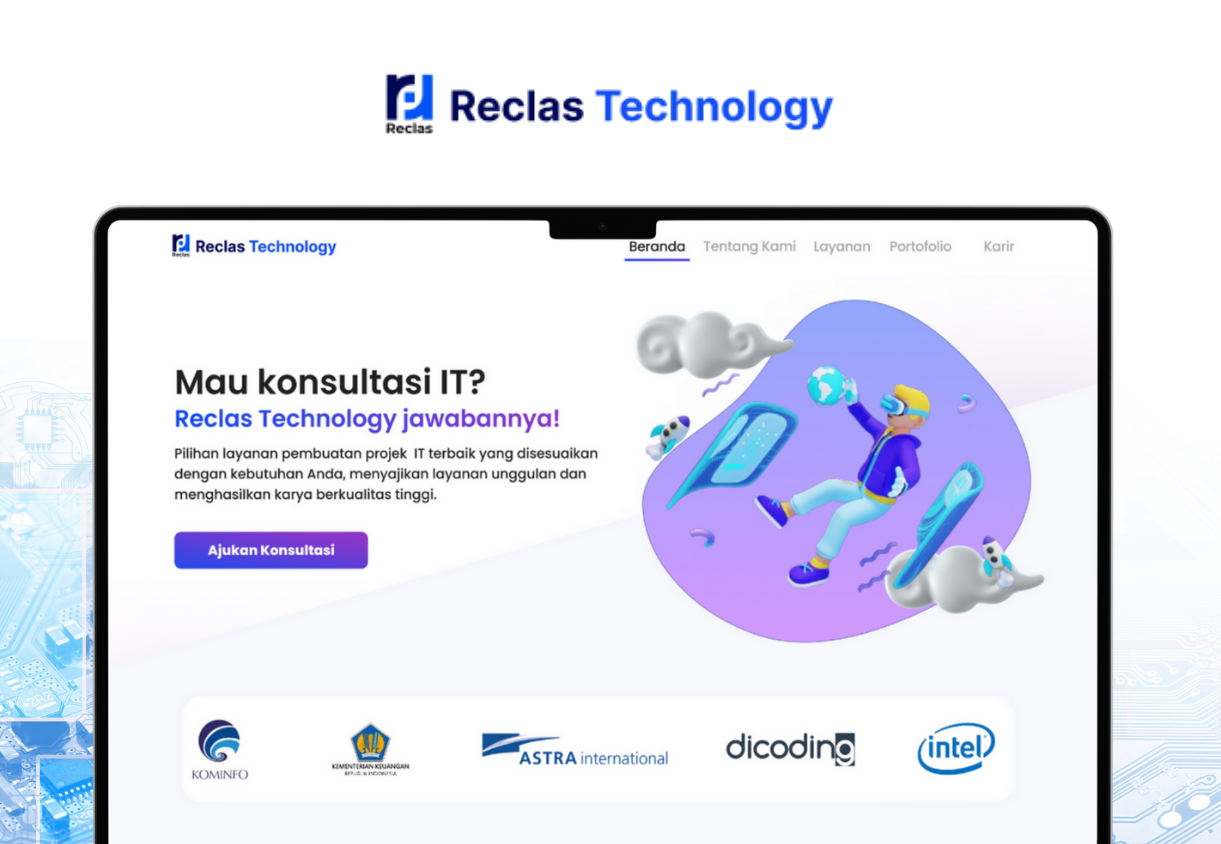 Reclas
Reclas Technology
Reclas
Reclas Technology
Beranda Tentang Kami Layanan Portofolio Karir
Mau konsultasi IT?
Reclas Technology jawabannya!
Pilihan layanan pembuatan projek IT terbaik yang disesuaikan
dengan kebutuhan Anda, menyajikan layanan unggulan dan
menghasilkan karya berkualitas tinggi.
Ajukan Konsultasi
KOMINFO
KEMENTERIAN KEUANGAN
REPUBLIK INDONESIA
ASTRA international
dicoding
intel